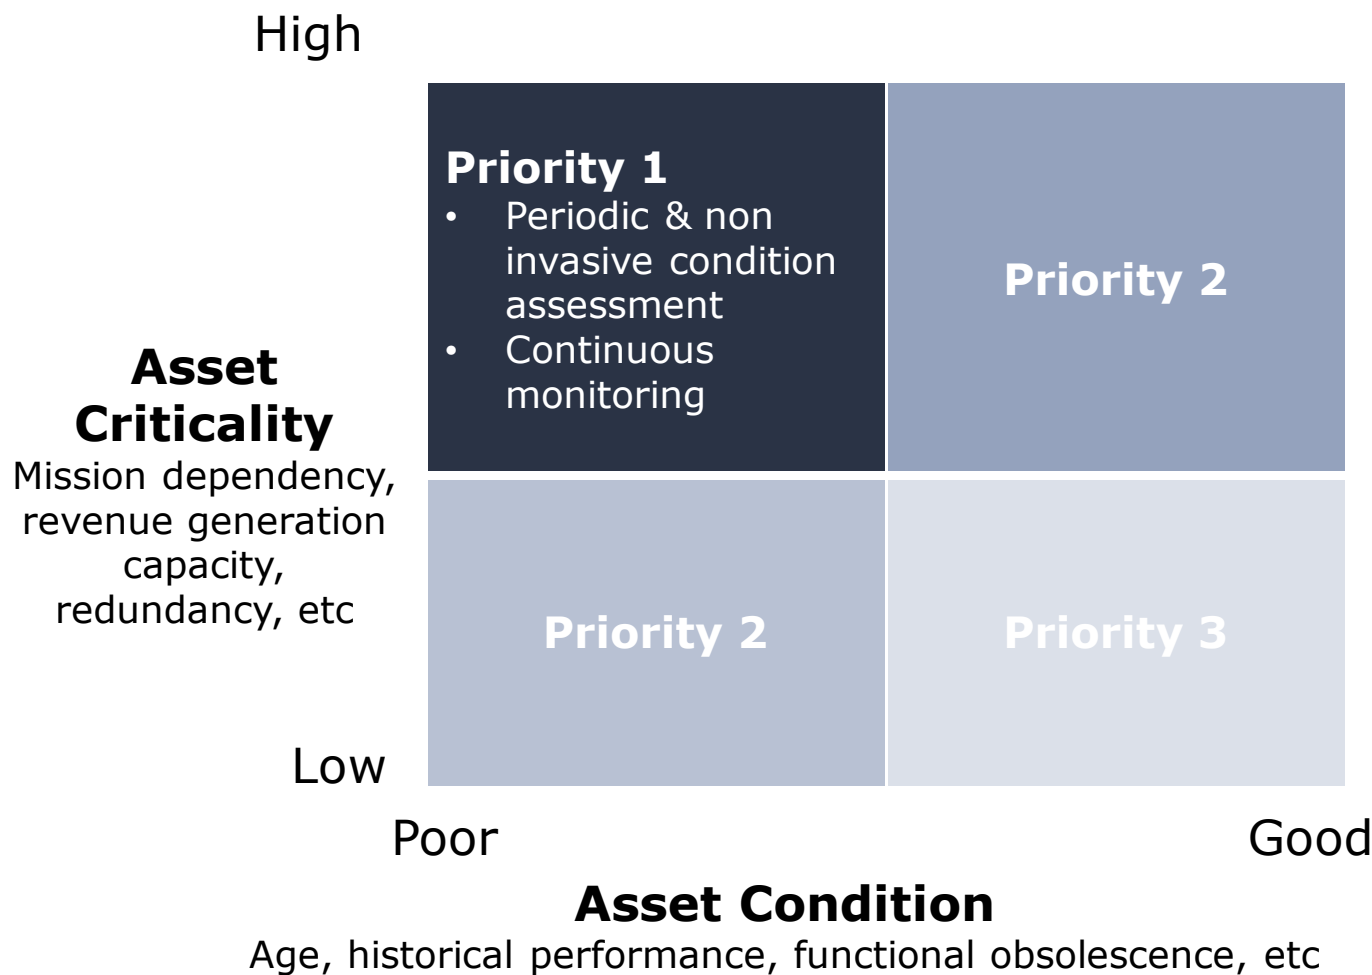 High
Priority 1
• Periodic & non
invasive condition
assessment
• Continuous
monitoring
Priority 2
Asset
Criticality
Mission dependency,
revenue generation
capacity,
redundancy, etc
Priority 2
Priority 3
Low
Poor
Good
Asset Condition
Age, historical performance, functional obsolescence, etc